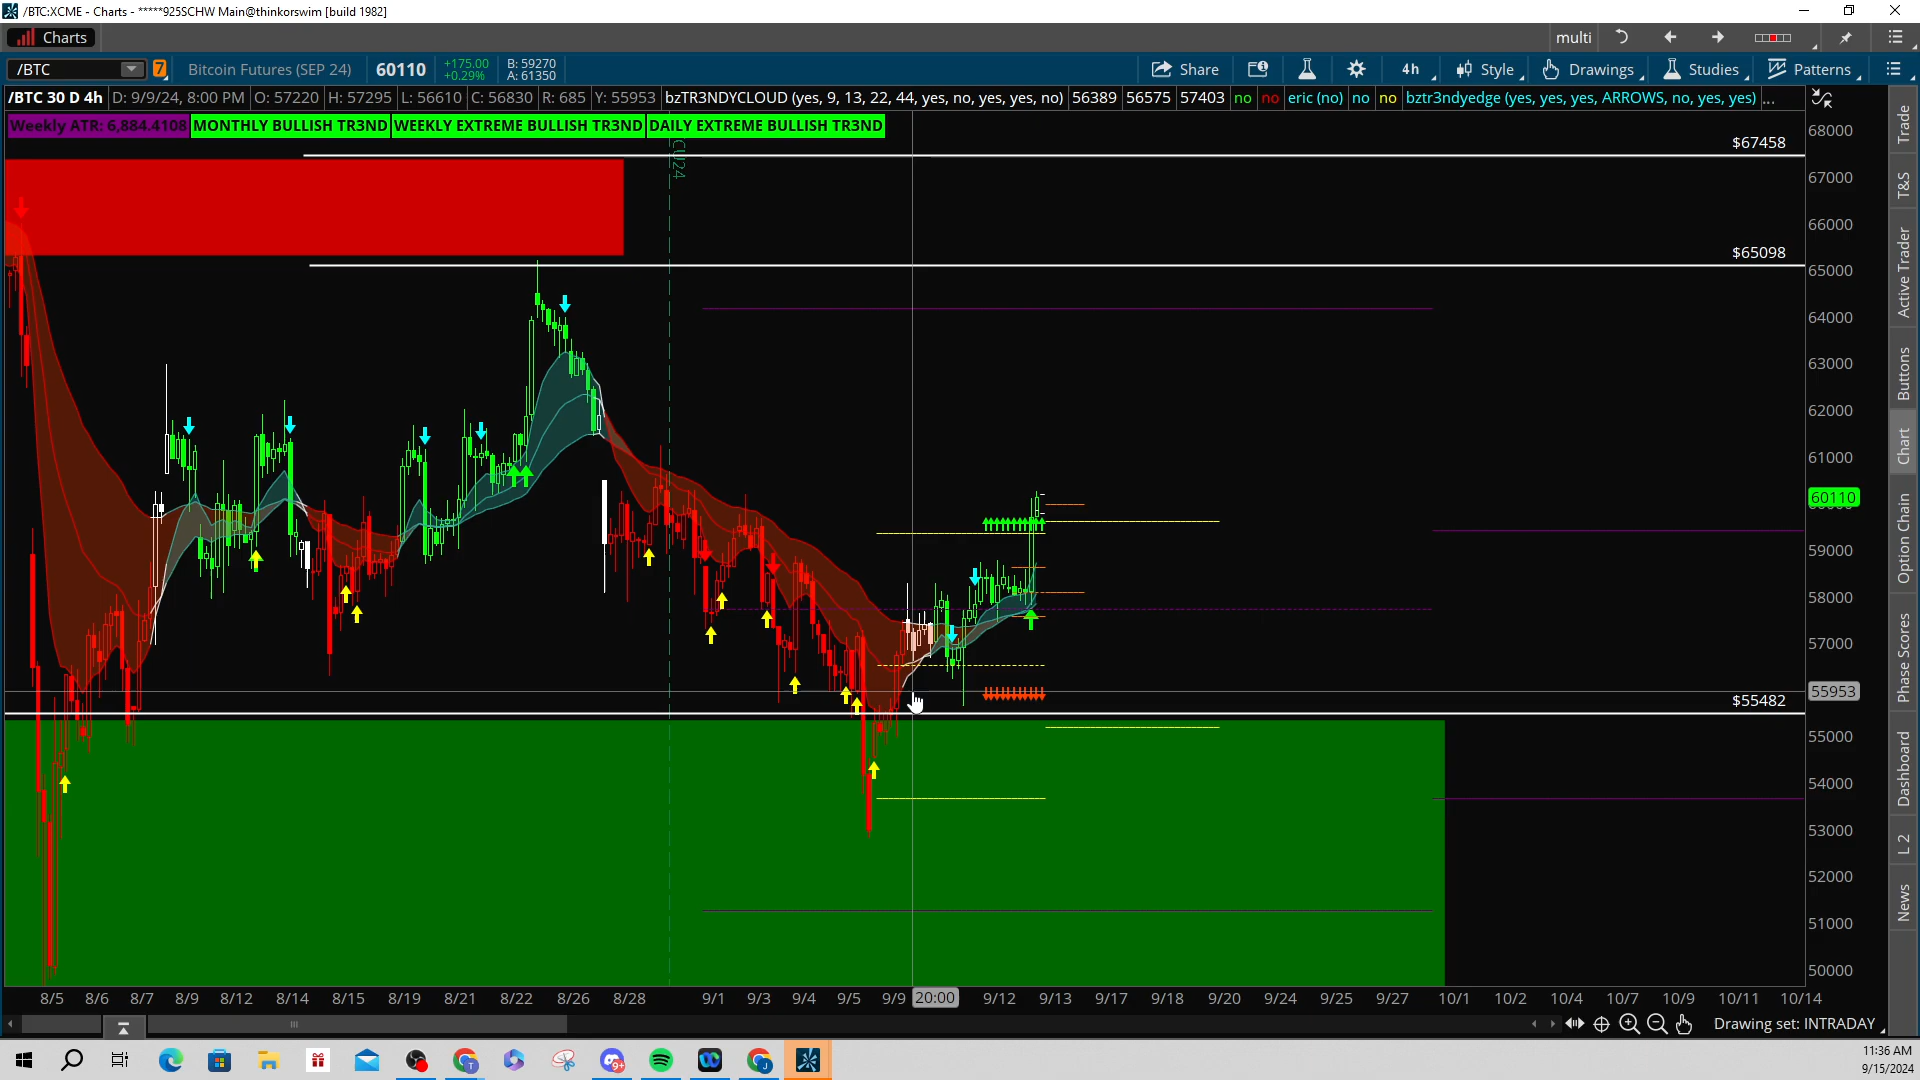 /BTC:XCME - Charts - *****925SCHW Main@thinkorswim [build 1982]
Charts
multi
/BTC
7
Bitcoin Futures (SEP 24)
60110
+175.00
+0.29%
B: 59270
A: 61350
Share
4h
Style
Drawings
Studies
Patterns
/BTC 30 D 4h
D: 9/9/24, 8:00 PM
O: 57220
H: 57295
L: 56610
C: 56830
R: 685
Y: 55953
bzTR3NDYCLOUD (yes, 9, 13, 22, 44, yes, no, yes, yes, no)
56389
56575
57403
no
no
eric (no)
no
no
bztr3ndyedge (yes, yes, yes, ARROWS, no, yes, yes)
...
Weekly ATR: 6,884.4108
MONTHLY BULLISH TR3ND
WEEKLY EXTREME BULLISH TR3ND
DAILY EXTREME BULLISH TR3ND
68000
$67458
67000
66000
$65098
65000
64000
63000
62000
61000
60110
59000
58000
57000
55953
$55482
55000
54000
53000
52000
51000
50000
8/5
8/6
8/7
8/9
8/12
8/14
8/15
8/19
8/21
8/22
8/26
8/28
9/1
9/3
9/4
9/5
9/9
20:00
9/12
9/13
9/17
9/18
9/20
9/24
9/25
9/27
10/1
10/2
10/4
10/7
10/9
10/11
10/14
Drawing set: INTRADAY
Trade
T&S
Active Trader
Buttons
Chart
Option Chain
Phase Scores
Dashboard
L 2
News
9+
11:36 AM
9/15/2024